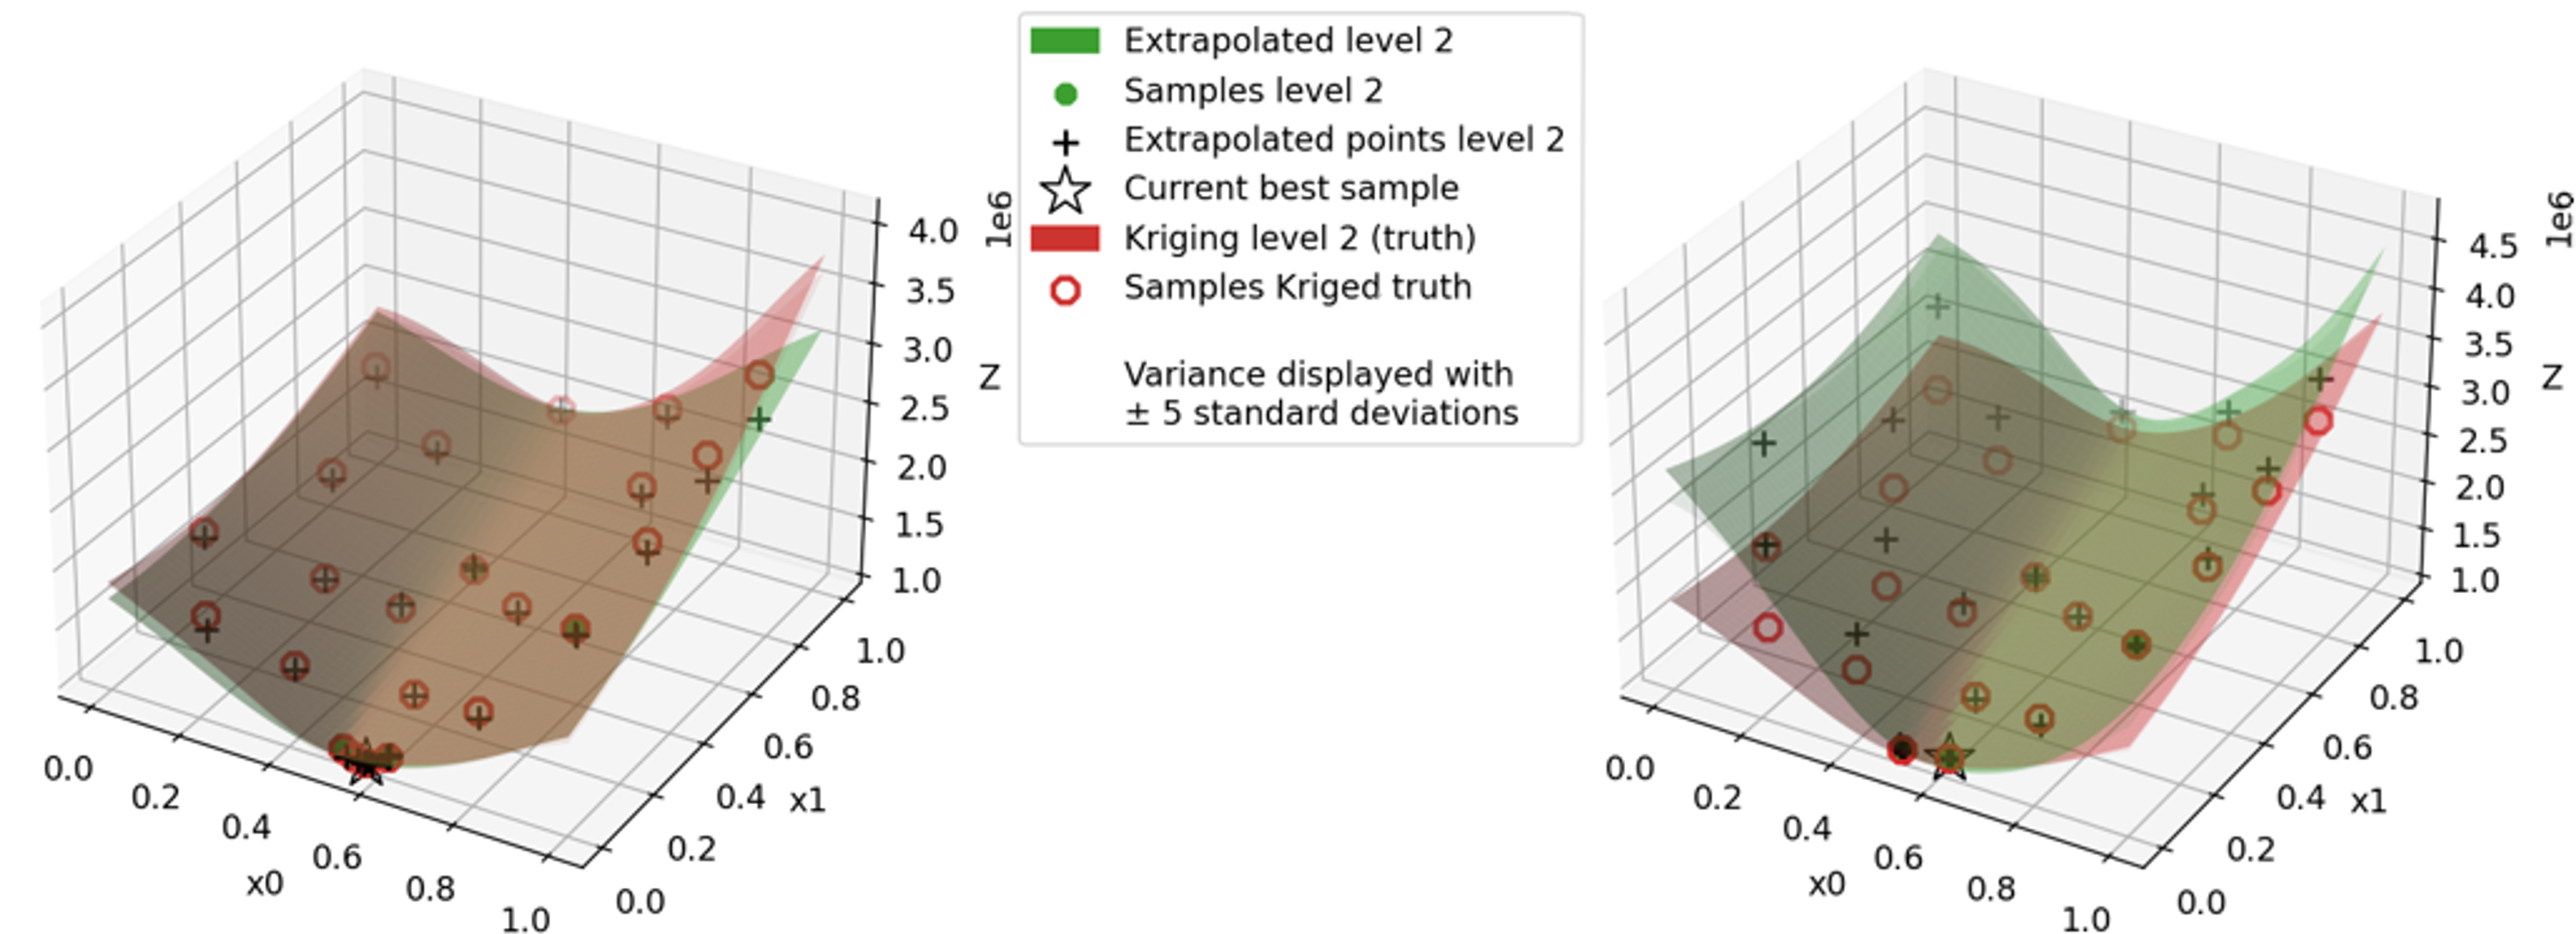 Extrapolated level 2
Samples level 2
Extrapolated points level 2
Current best sample
Kriging level 2 (truth)
Samples Kriged truth
Variance displayed with
± 5 standard deviations
1e6
4.0
3.5
3.0
2.5
2.0
1.5
1.0
Z
0.0
0.2
0.4
0.6
0.8
1.0
x0
0.0
0.2
0.4
0.6
0.8
1.0
x1
1e6
4.5
4.0
3.5
3.0
2.5
2.0
1.5
1.0
Z
0.0
0.2
0.4
0.6
0.8
1.0
x0
0.0
0.2
0.4
0.6
0.8
1.0
x1